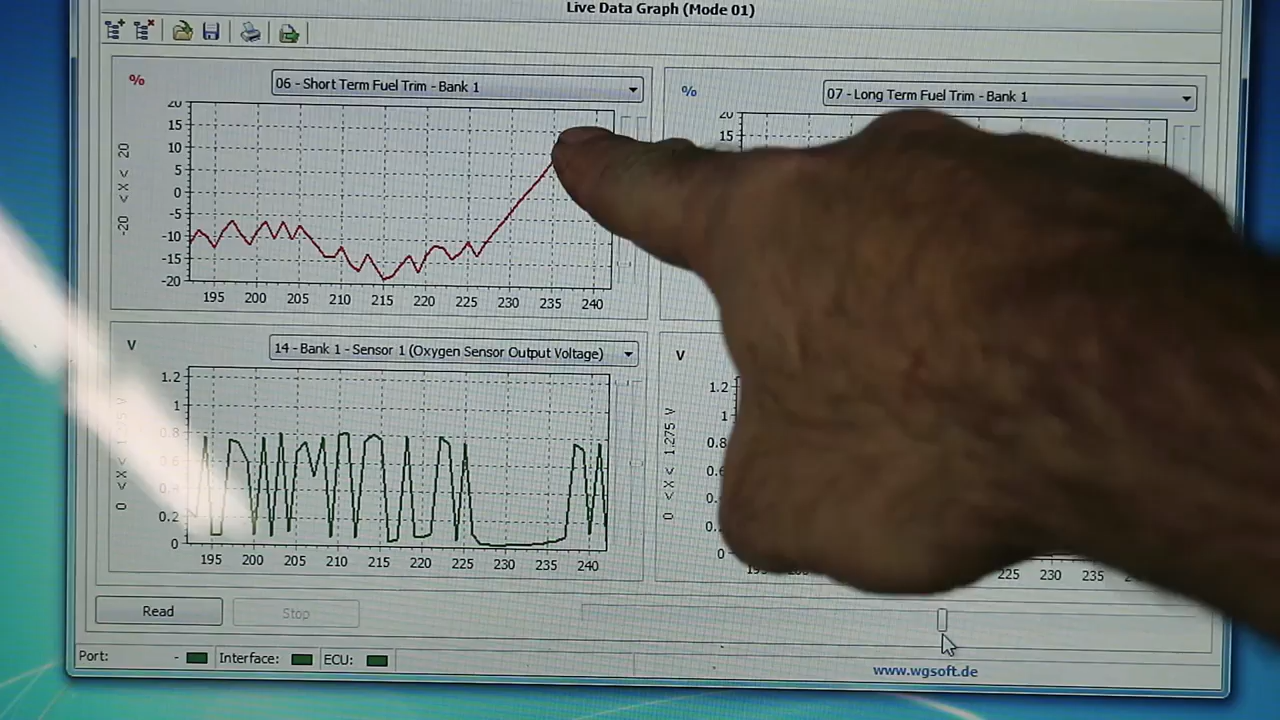 Live Data Graph (Mode 01)
%
06 - Short Term Fuel Trim - Bank 1
20
15
10
5
0
-5
-10
-15
-20
-20 < X < 20
195 200 205 210 215 220 225 230 235 240
%
07 - Long Term Fuel Trim - Bank 1
20
15
V
14 - Bank 1 - Sensor 1 (Oxygen Sensor Output Voltage)
1.2
1
0.8
0.6
0.4
0.2
0
0 < X < 1.275 V
195 200 205 210 215 220 225 230 235 240
V
1.2
1
0.8
0.6
0
0 < X < 1.275 V
225 230 235
Read
Stop
Port: - Interface: ECU:
www.wgsoft.de